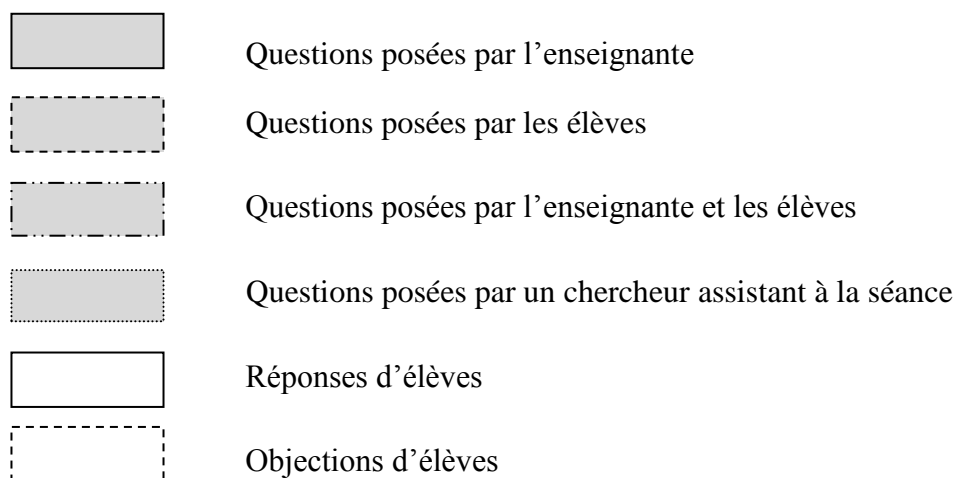 Questions posées par l’enseignante
Questions posées par les élèves
Questions posées par l’enseignante et les élèves
Questions posées par un chercheur assistant à la séance
Réponses d’élèves
Objections d’élèves